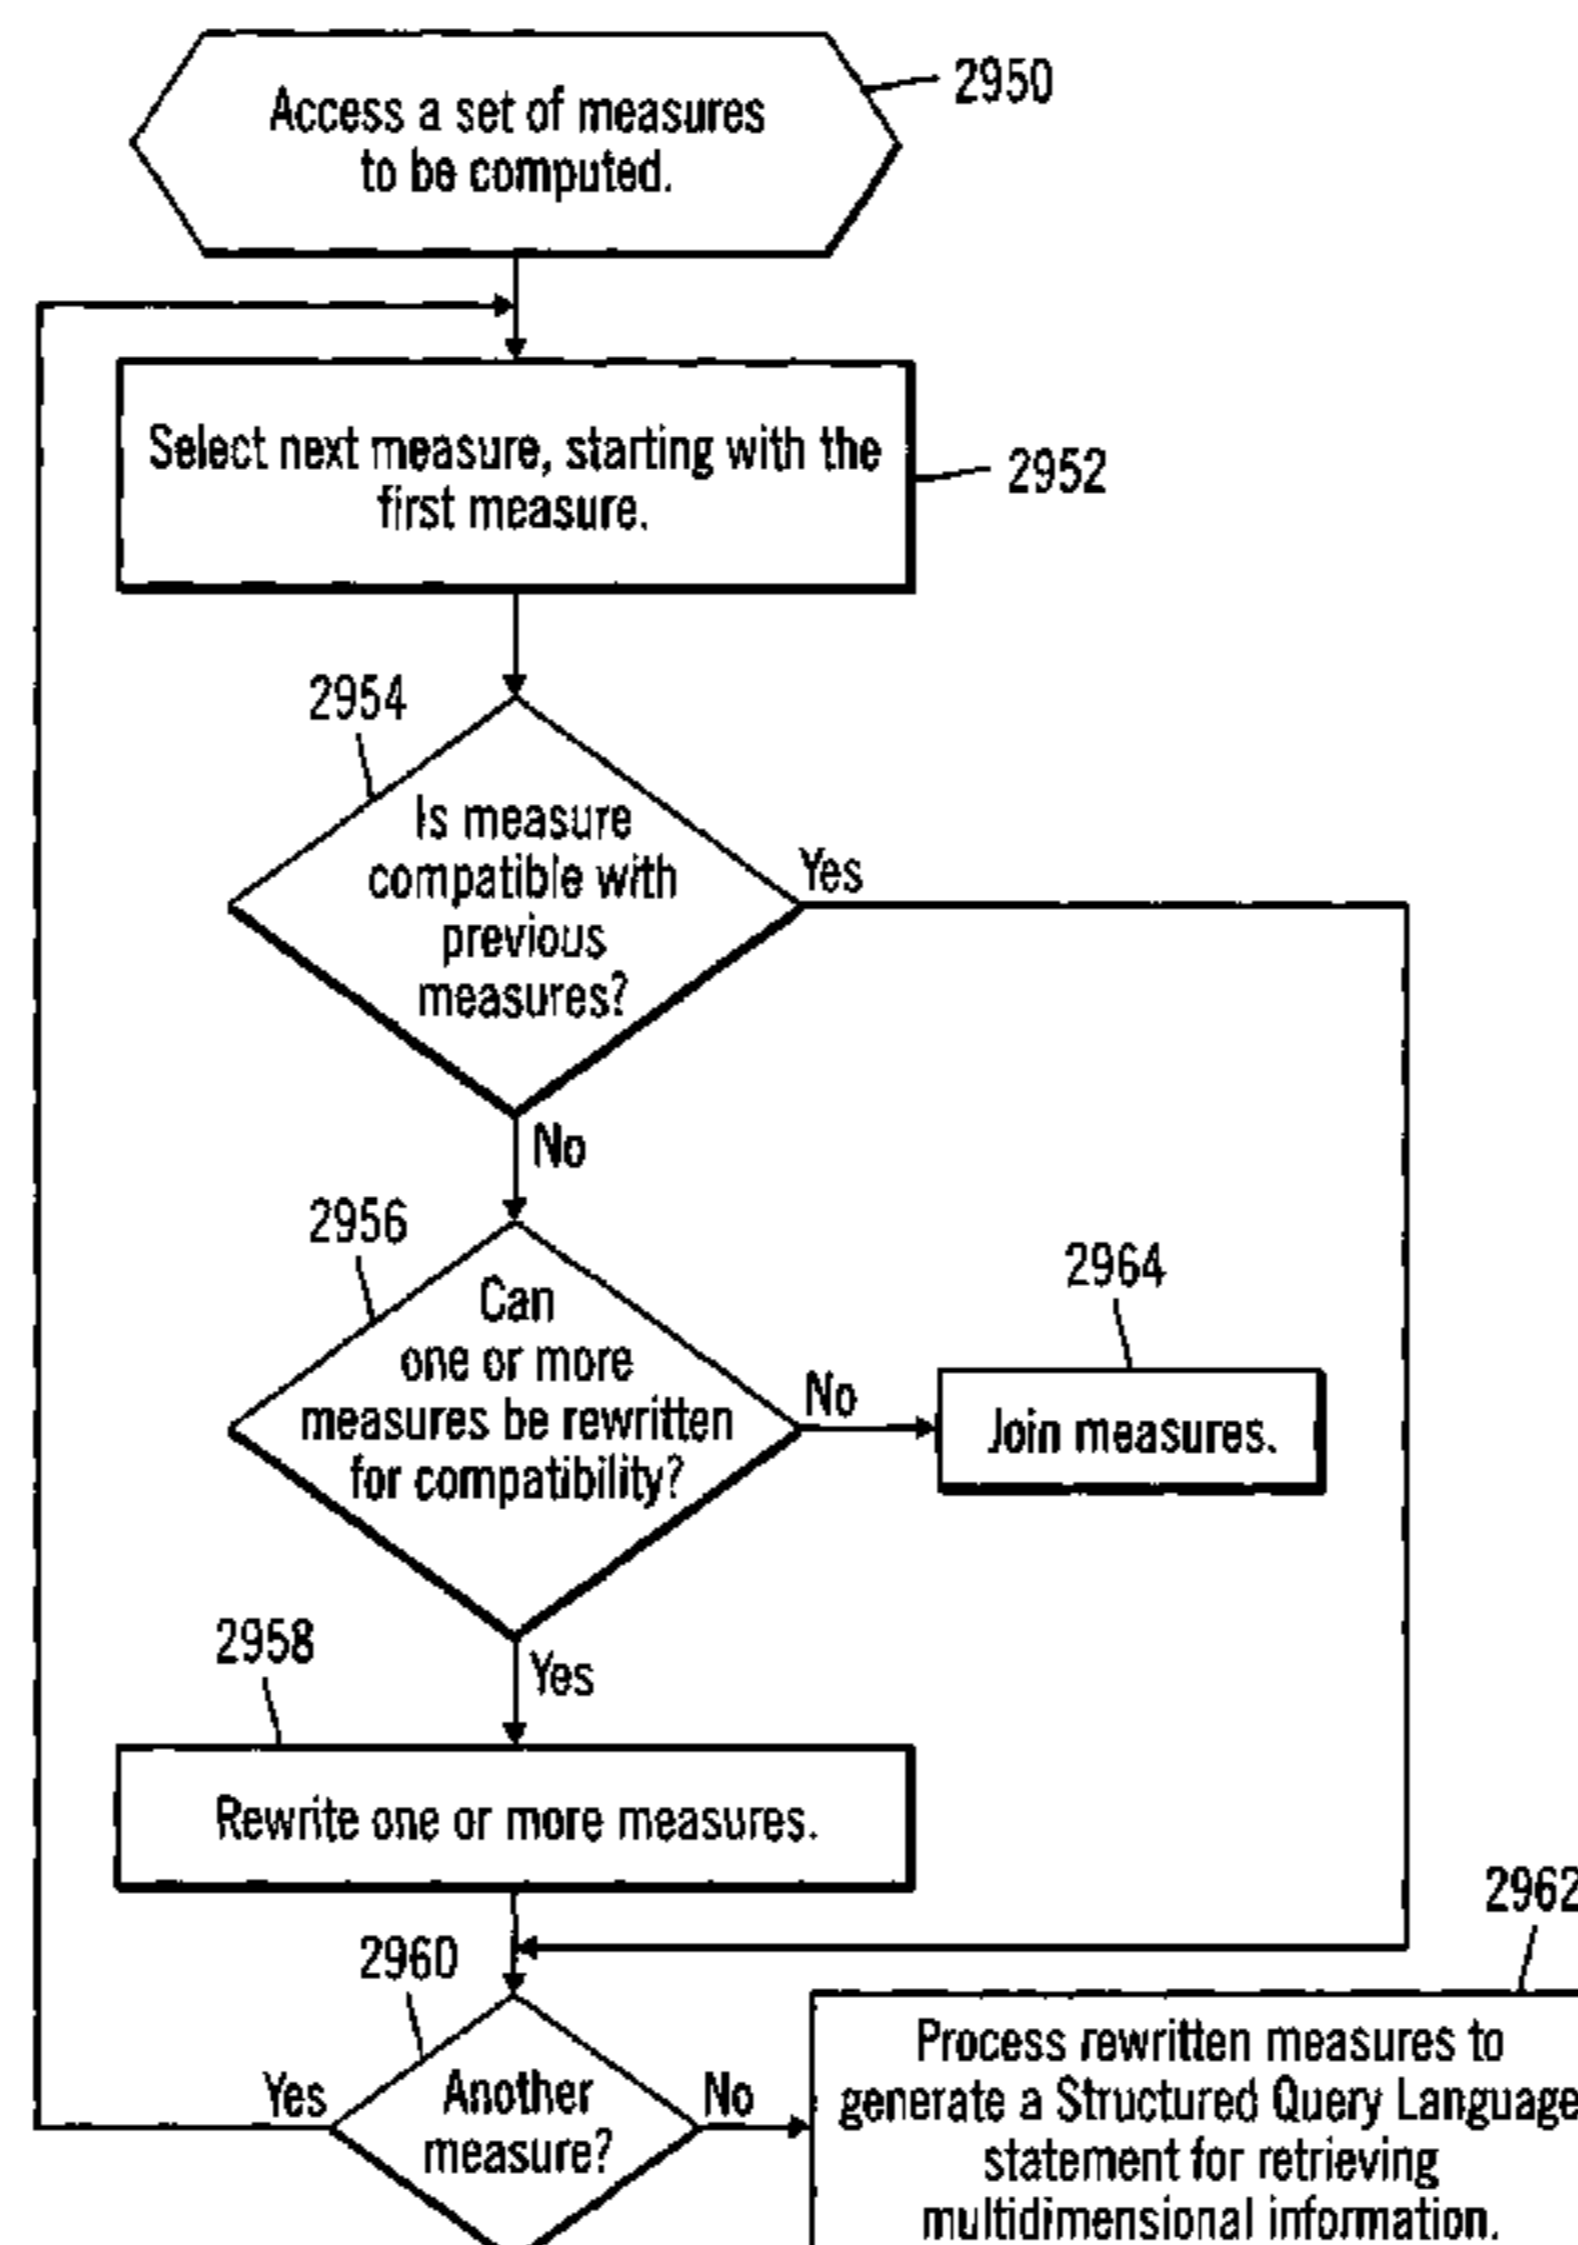 Access a set of measures
to be computed.
2950
Select next measure, starting with the
first measure.
2952
2954
Is measure
compatible with
previous
measures?
Yes
No
2956
Can
one or more
measures be rewritten
for compatibility?
No
2964
Join measures.
Yes
2958
Rewrite one or more measures.
2962
2960
Another
measure?
Yes
No
Process rewritten measures to
generate a Structured Query Language
statement for retrieving
multidimensional information.